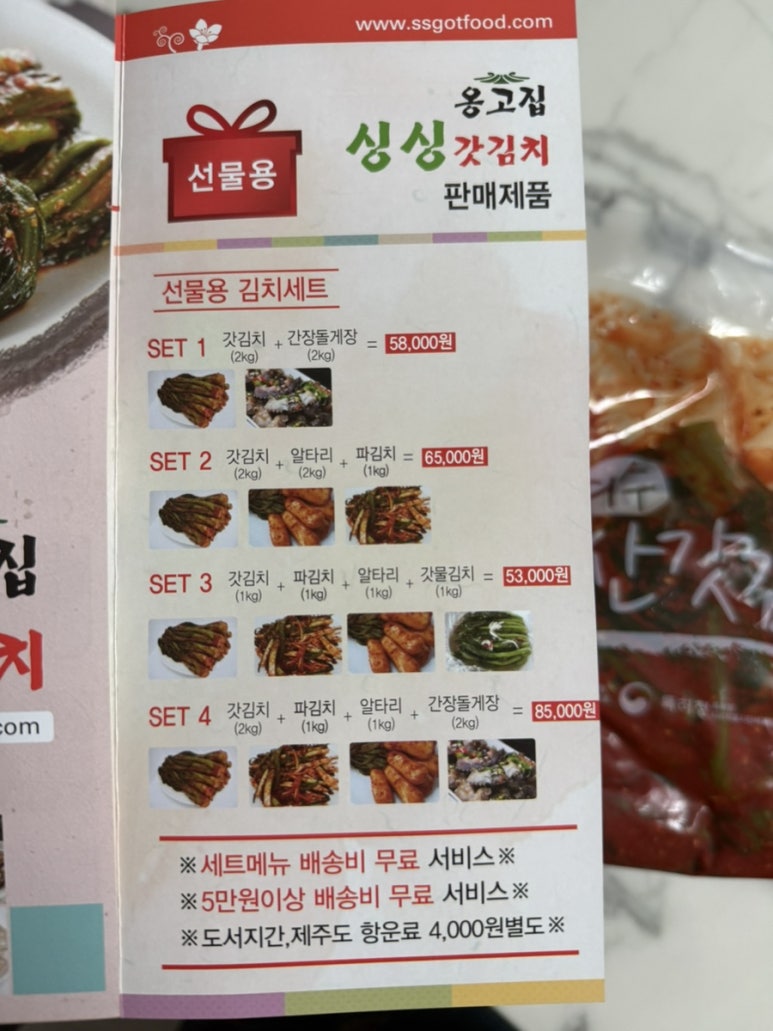 www.ssgotfood.com
선물용
옹고집
싱싱갓김치
판매제품
선물용 김치세트
SET 1 갓김치 (2kg) + 간장돌게장 (2kg) = 58,000원
SET 2 갓김치 (2kg) + 알타리 (2kg) + 파김치 (1kg) = 65,000원
SET 3 갓김치 (1kg) + 파김치 (1kg) + 알타리 (1kg) + 갓물김치 (1kg) = 53,000원
SET 4 갓김치 (2kg) + 파김치 (1kg) + 알타리 (1kg) + 간장돌게장 (2kg) = 85,000원
※세트메뉴 배송비 무료 서비스※
※5만원이상 배송비 무료 서비스※
※도서지간,제주도 항운료 4,000원별도※
집
치
com